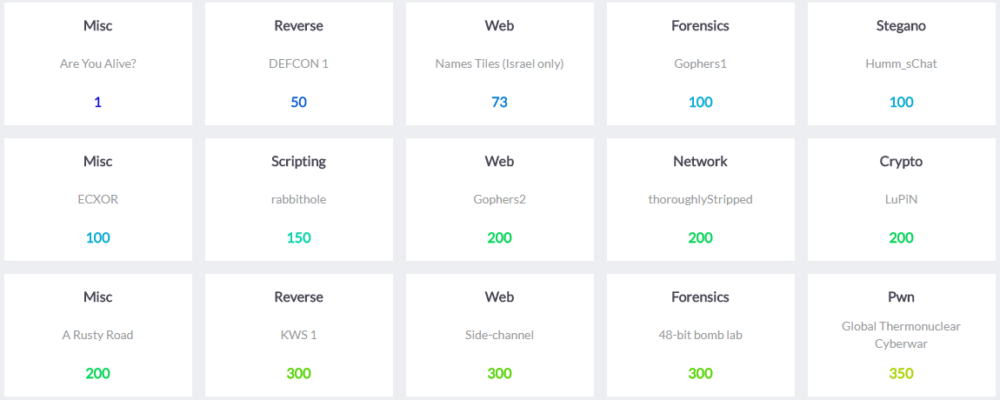 Misc
Reverse
Web
Forensics
Stegano
Are You Alive?
DEFCON 1
Names Tiles (Israel only)
Gophers1
Humm_sChat
1
50
73
100
100
Misc
Scripting
Web
Network
Crypto
ECXOR
rabbithole
Gophers2
thoroughlyStripped
LuPiN
100
150
200
200
200
Misc
Reverse
Web
Forensics
Pwn
A Rusty Road
KWS 1
Side-channel
48-bit bomb lab
Global Thermonuclear
Cyberwar
200
300
300
300
350